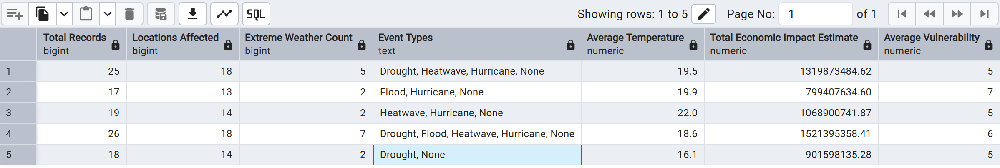 SQL Showing rows: 1 to 5 Page No: 1 of 1
Total Records Locations Affected Extreme Weather Count Event Types Average Temperature Total Economic Impact Estimate Average Vulnerability
bigint bigint bigint text numeric numeric numeric
1 25 18 5 Drought, Heatwave, Hurricane, None 19.5 1319873484.62 5
2 17 13 2 Flood, Hurricane, None 19.9 799407634.60 7
3 19 14 2 Heatwave, Hurricane, None 22.0 1068900741.87 5
4 26 18 7 Drought, Flood, Heatwave, Hurricane, None 18.6 1521395358.41 6
5 18 14 2 Drought, None 16.1 901598135.28 5